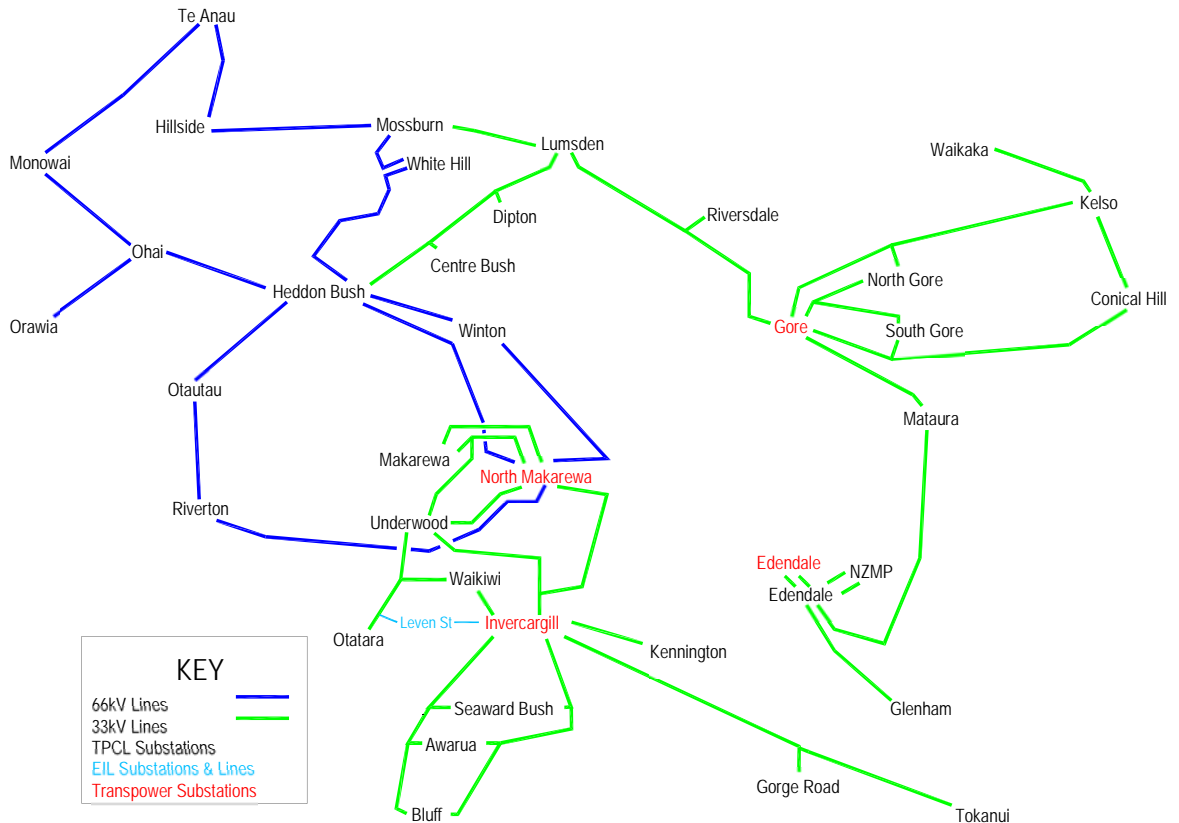 Te Anau
Hillside
Mossburn
Lumsden
Waikaka
Monowai
White Hill
Kelso
Dipton
Riversdale
Ohai
Centre Bush
North Gore
Heddon Bush
Conical Hill
Orawia
Winton
Gore
South Gore
Otautau
Mataura
Makarewa
North Makarewa
Riverton
Underwood
Edendale
NZMP
Waikiwi
Edendale
Leven St
Invercargill
Otatara
Kennington
Seaward Bush
Glenham
Awarua
Gorge Road
Bluff
Tokanui
KEY
66kV Lines
33kV Lines
TPCL Substations
EIL Substations & Lines
Transpower Substations